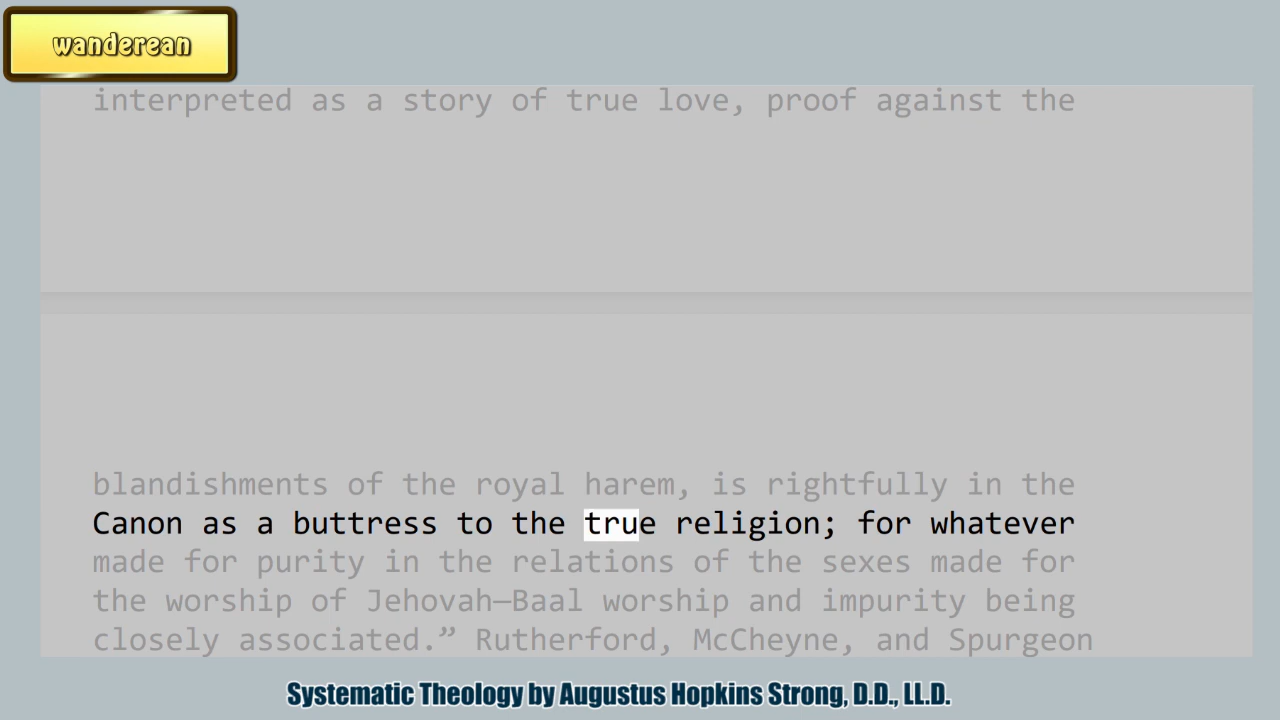 wanderean
interpreted as a story of true love, proof against the
blandishments of the royal harem, is rightfully in the
Canon as a buttress to the true religion; for whatever
made for purity in the relations of the sexes made for
the worship of Jehovah—Baal worship and impurity being
closely associated.” Rutherford, McCheyne, and Spurgeon
Systematic Theology by Augustus Hopkins Strong, D.D., LL.D.